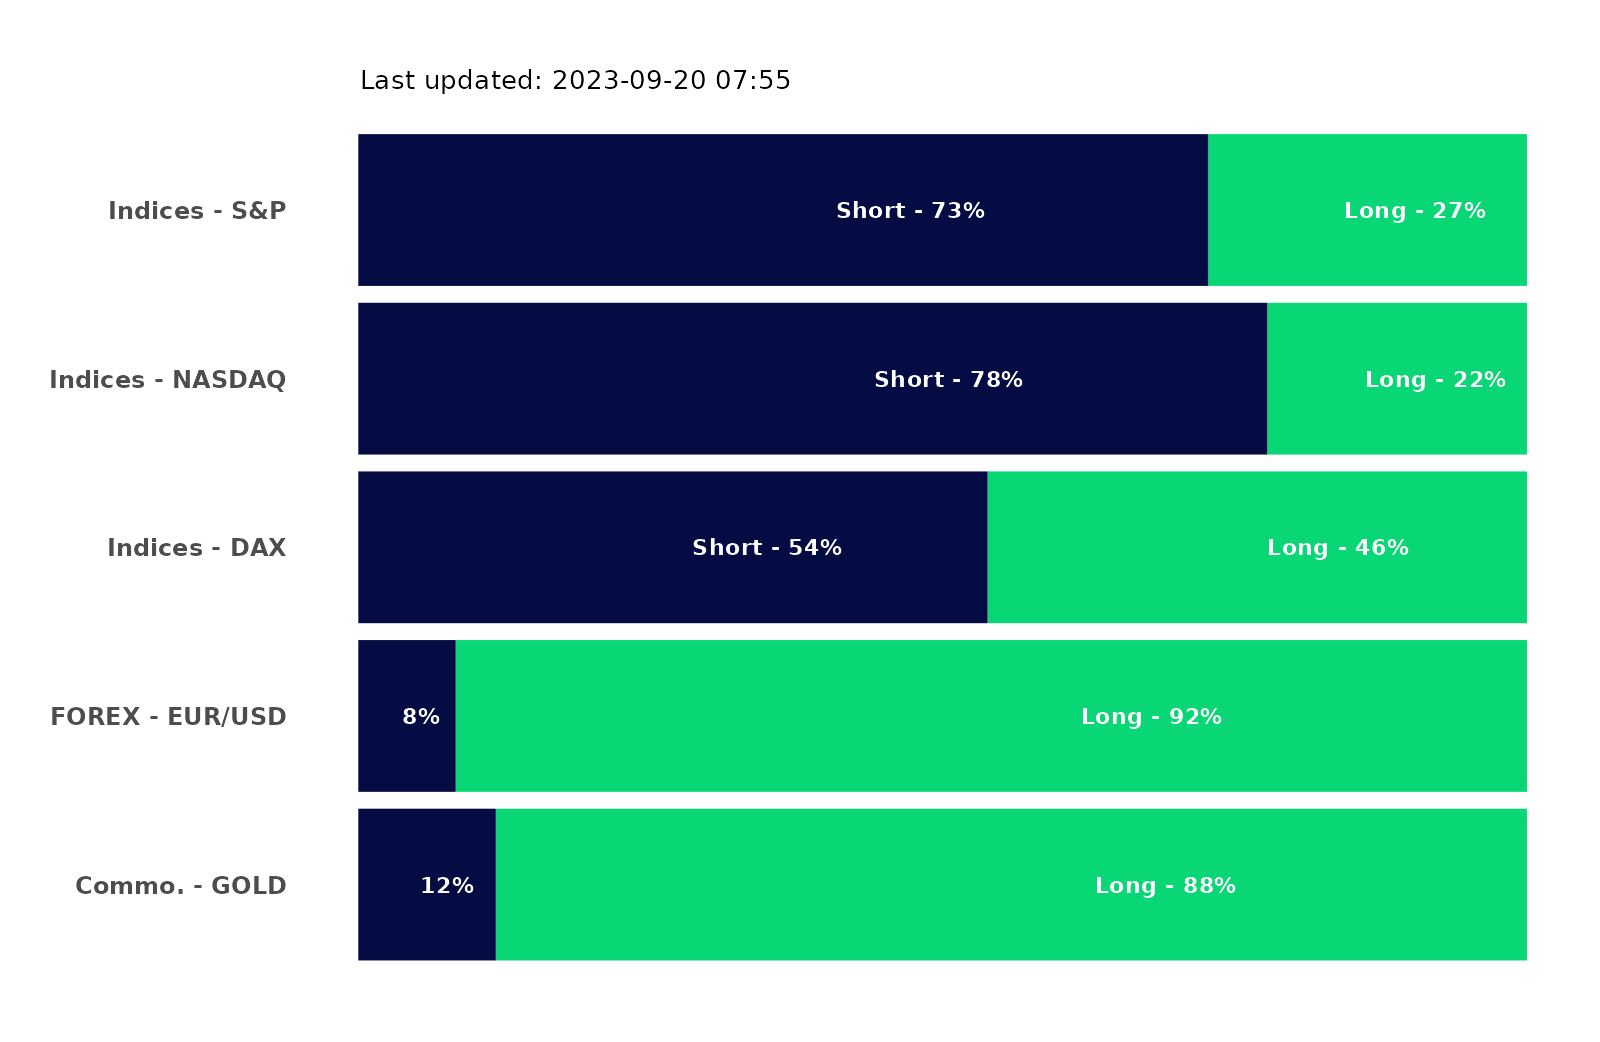 Last updated: 2023-09-20 07:55
Indices - S&P Short - 73% Long - 27%
Indices - NASDAQ Short - 78% Long - 22%
Indices - DAX Short - 54% Long - 46%
FOREX - EUR/USD 8% Long - 92%
Commo. - GOLD 12% Long - 88%